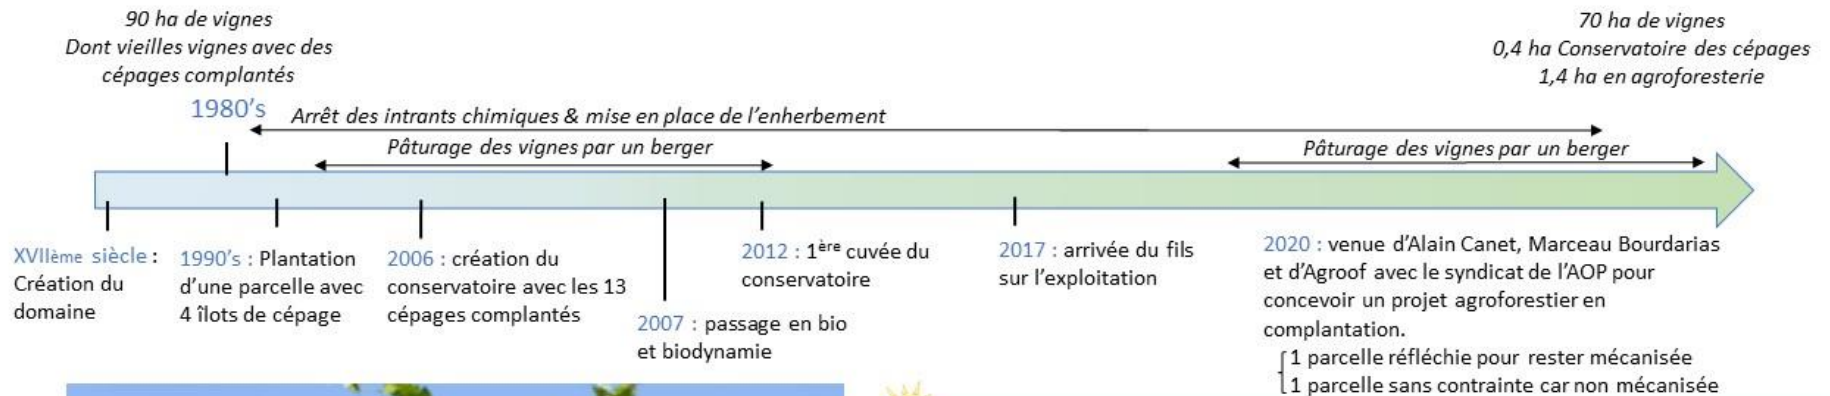 90 ha de vignes
Dont vieilles vignes avec des
cépages complantés
70 ha de vignes
0,4 ha Conservatoire des cépages
1,4 ha en agroforesterie
1980's
Arrêt des intrants chimiques & mise en place de l'enherbement
Pâturage des vignes par un berger
Pâturage des vignes par un berger
XVIIème siècle :
Création du
domaine
1990's : Plantation
d'une parcelle avec
4 îlots de cépage
2006 : création du
conservatoire avec les 13
cépages complantés
2007 : passage en bio
et biodynamie
2012 : 1ère cuvée du
conservatoire
2017 : arrivée du fils
sur l'exploitation
2020 : venue d'Alain Canet, Marceau Bourdarias
et d'Agroof avec le syndicat de l'AOP pour
concevoir un projet agroforestier en
complantation.
1 parcelle réfléchie pour rester mécanisée
1 parcelle sans contrainte car non mécanisée